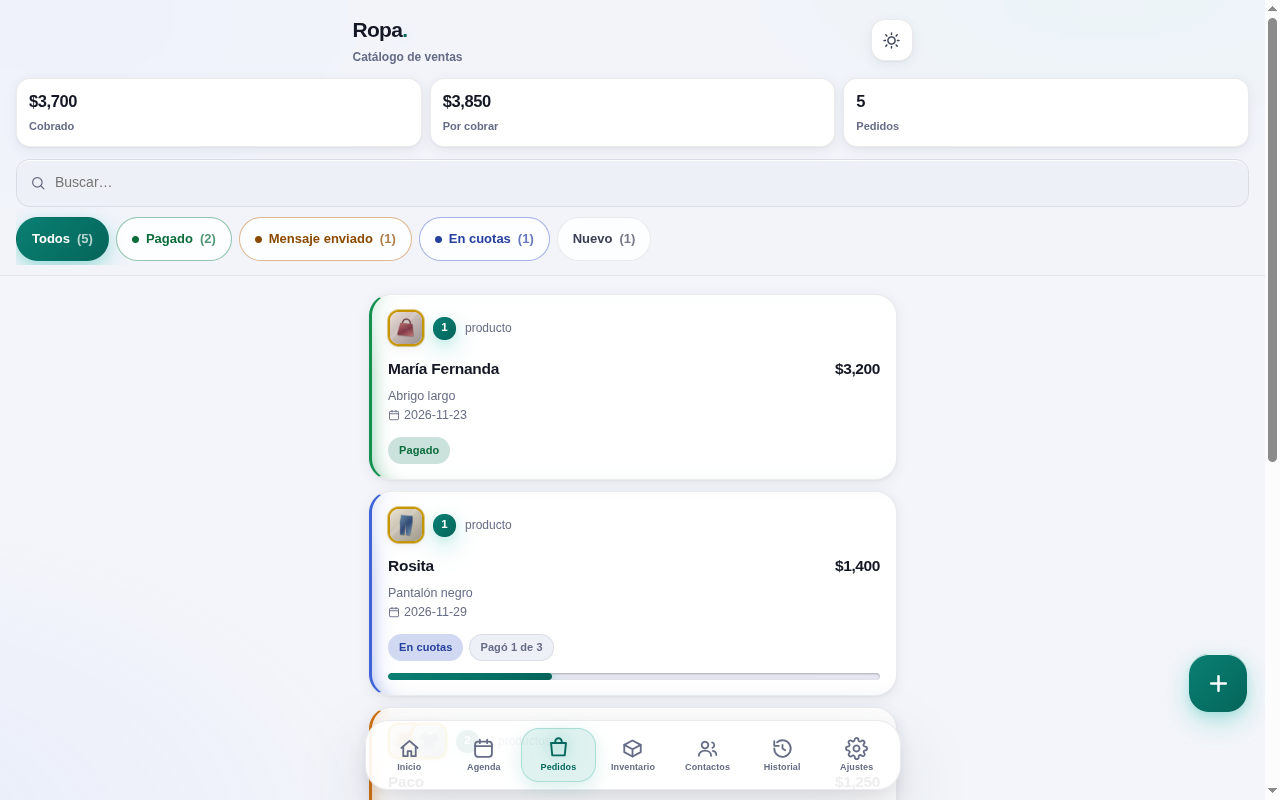 Ropa.
Catálogo de ventas
$3,700
Cobrado
$3,850
Por cobrar
5
Pedidos
Buscar…
Todos (5)
Pagado (2)
Mensaje enviado (1)
En cuotas (1)
Nuevo (1)
1 producto
María Fernanda $3,200
Abrigo largo
2026-11-23
Pagado
1 producto
Rosita $1,400
Pantalón negro
2026-11-29
En cuotas
Pagó 1 de 3
Paco $1,250
Inicio
Agenda
Pedidos
Inventario
Contactos
Historial
Ajustes